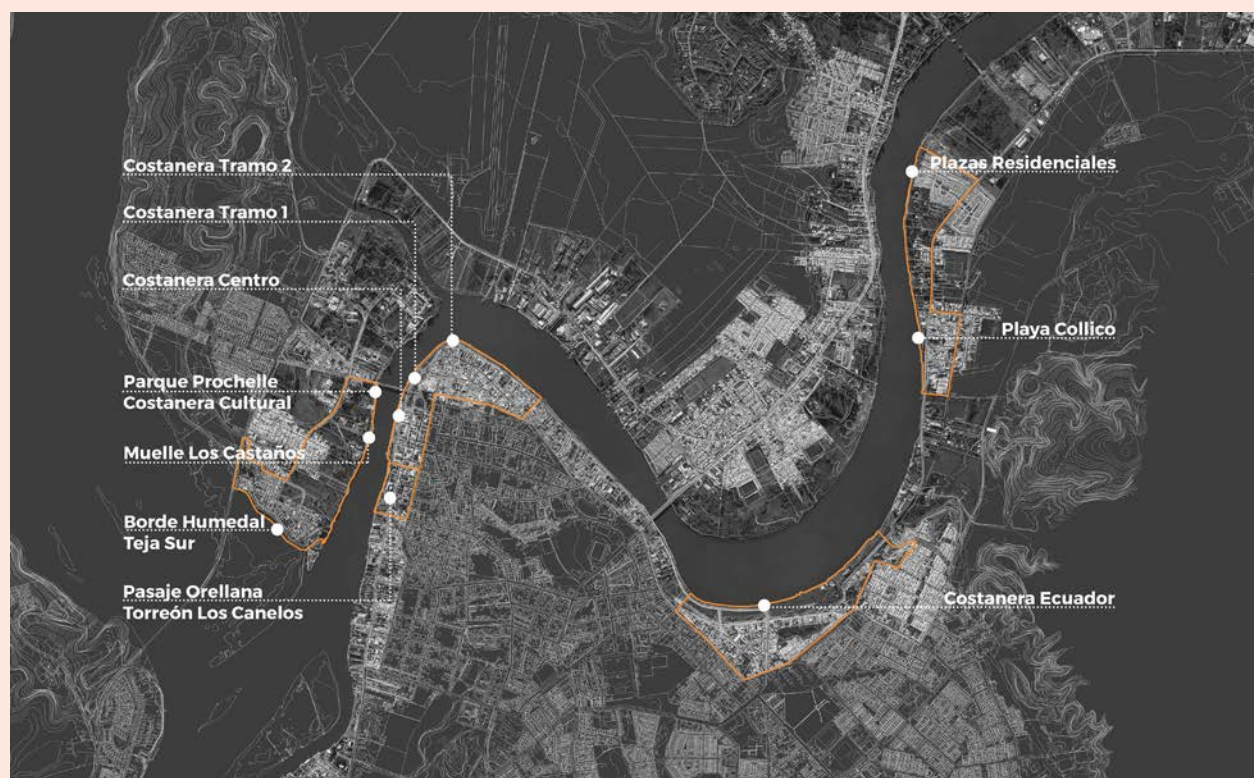 Costanera Tramo 2
Costanera Tramo 1
Costanera Centro
Parque Prochelle
Costanera Cultural
Muelle Los Castaños
Borde Humedal
Teja Sur
Pasaje Orellana
Torreón Los Canelos
Plazas Residenciales
Playa Collico
Costanera Ecuador